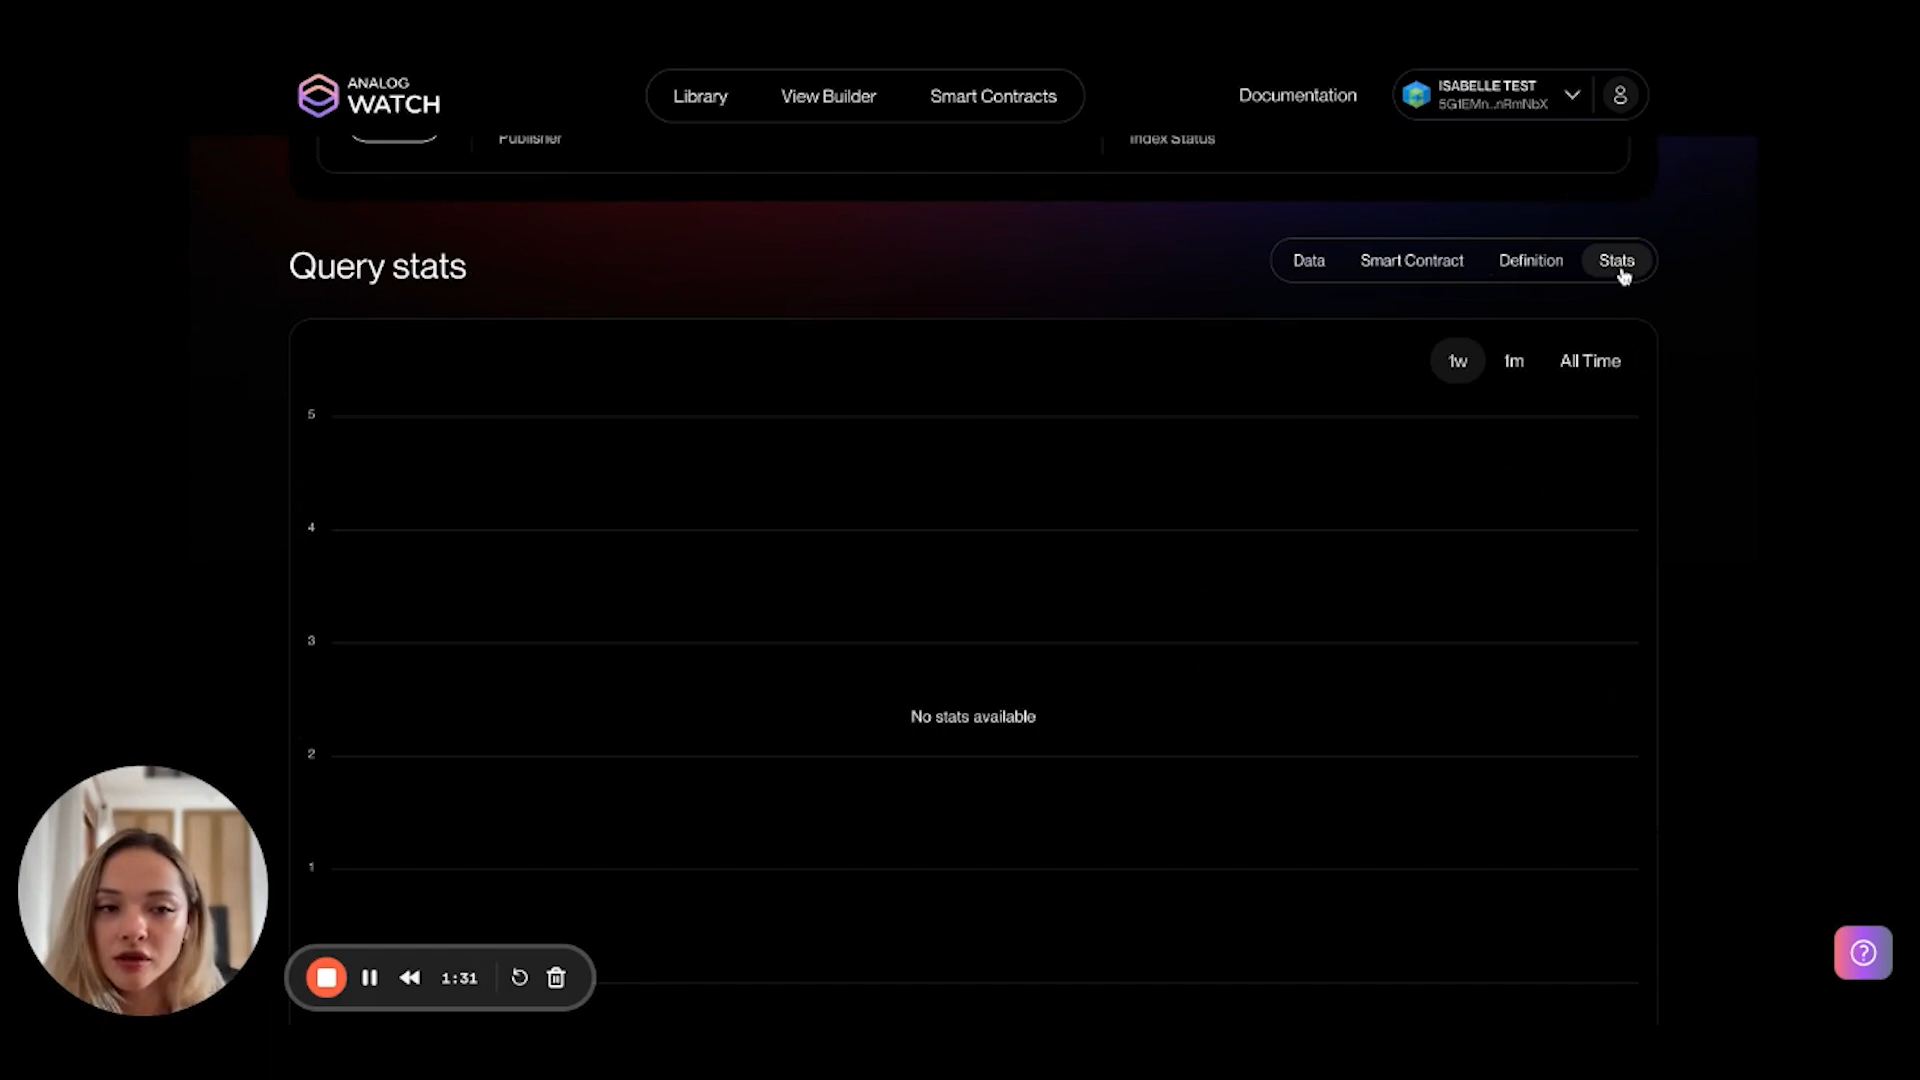 ANALOG
WATCH
Library
View Builder
Smart Contracts
Documentation
ISABELLE TEST
5G1EMn...nRmNbX
Publisher
Index Status
Query stats
Data
Smart Contract
Definition
Stats
1w
1m
All Time
5
4
3
No stats available
2
1
1:31
?